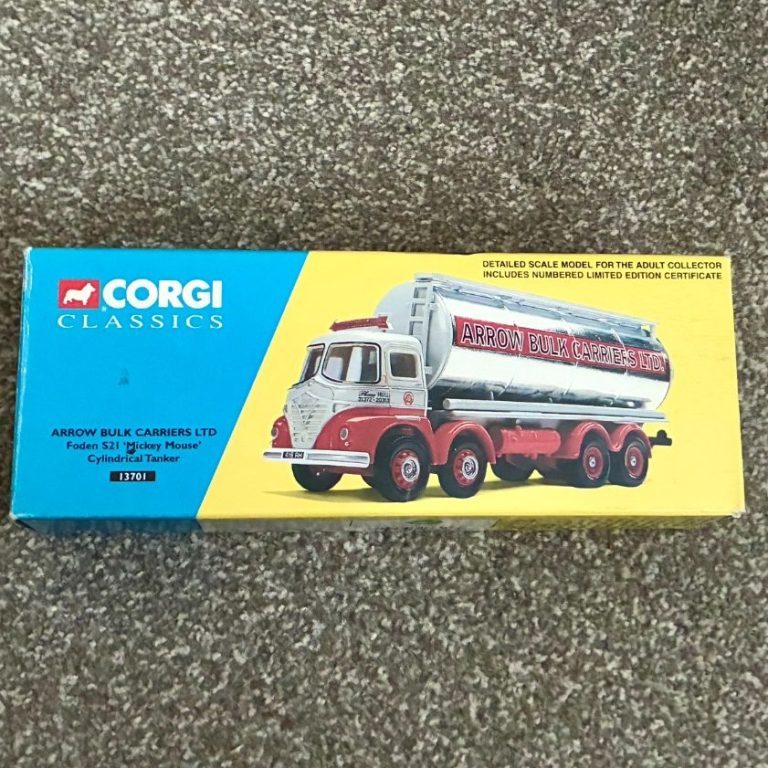 CORGI
CLASSICS
DETAILED SCALE MODEL FOR THE ADULT COLLECTOR
INCLUDES NUMBERED LIMITED EDITION CERTIFICATE
ARROW BULK CARRIERS LTD.
ARROW BULK CARRIERS LTD
Foden S21 'Mickey Mouse'
Cylindrical Tanker
13701